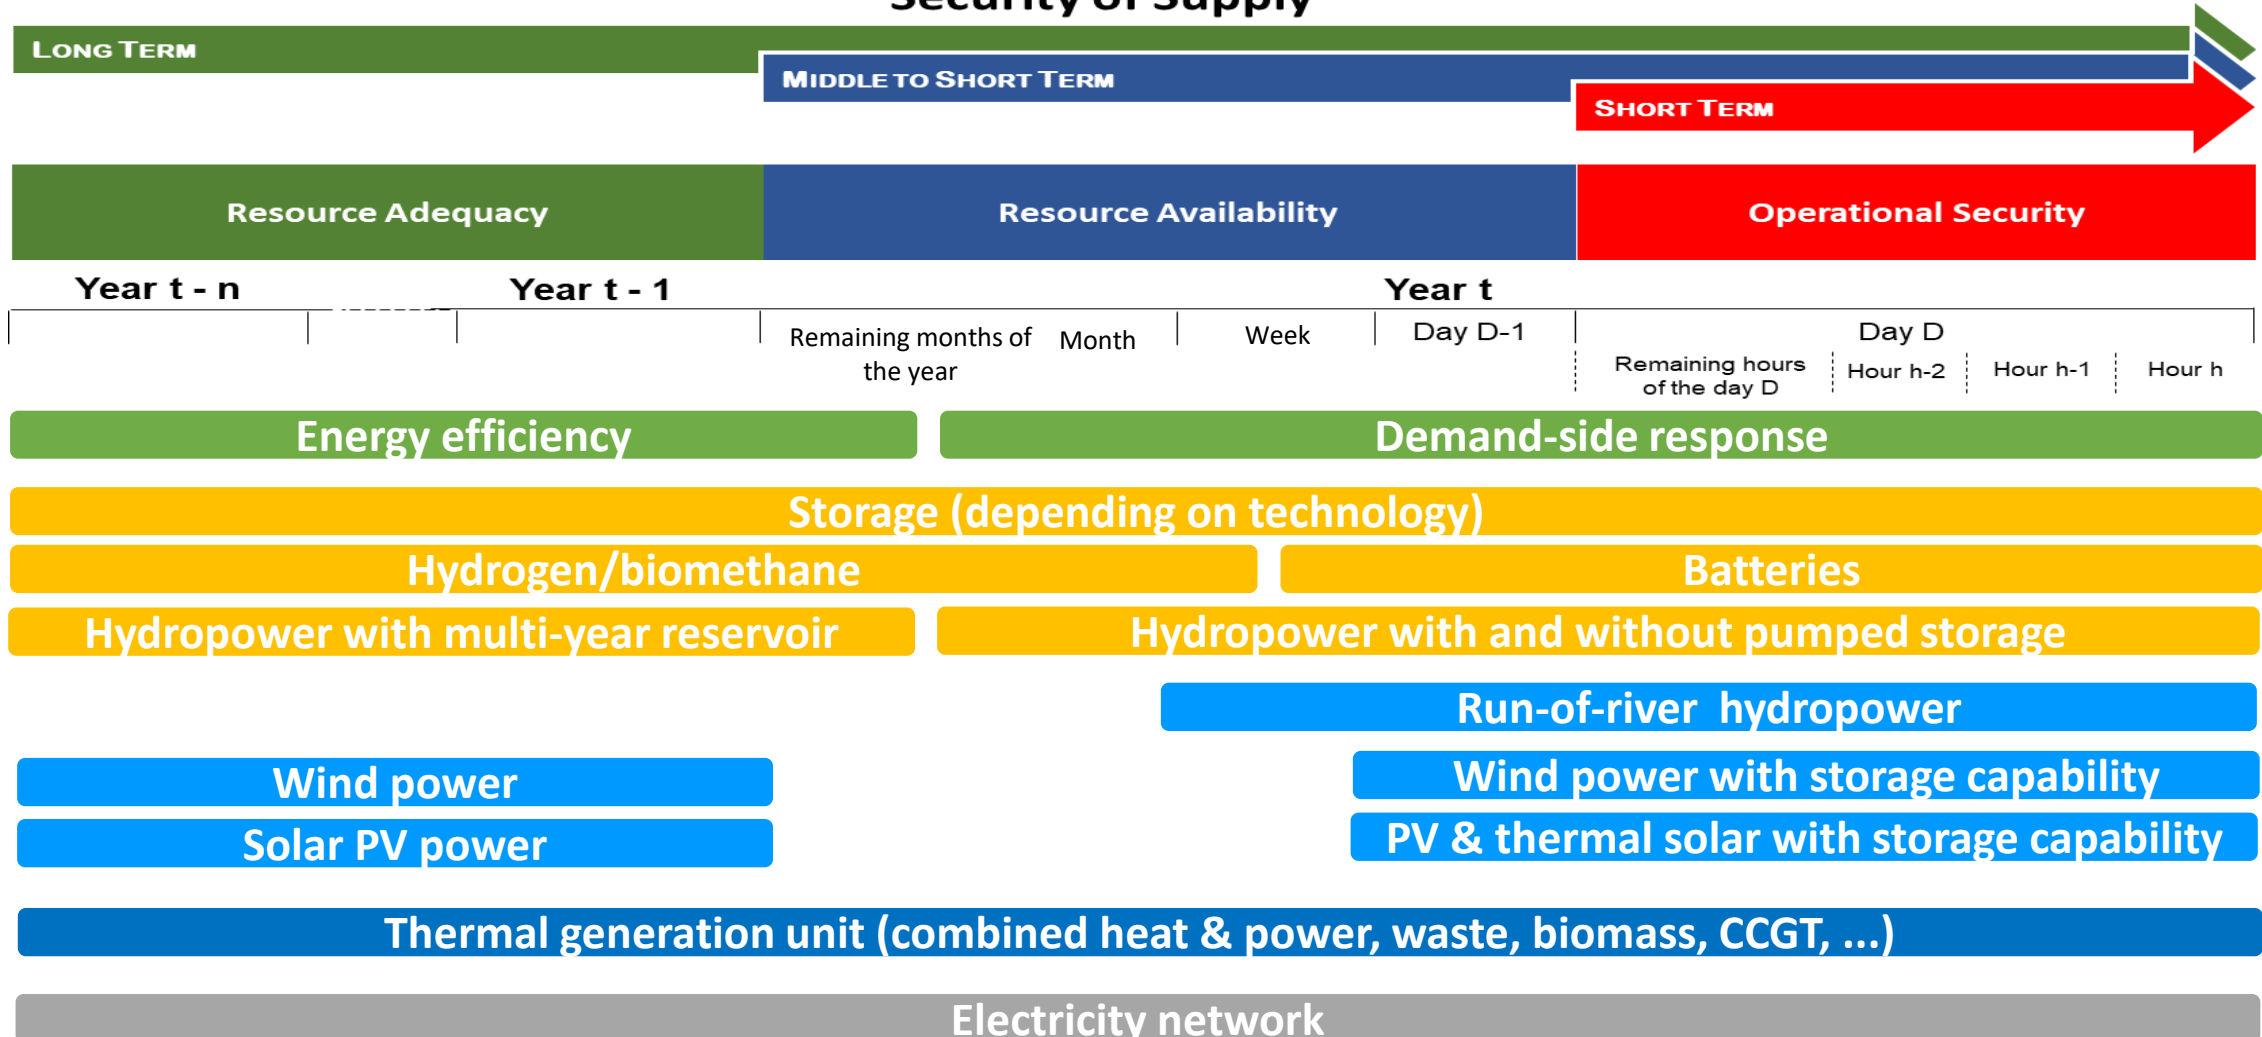 Security of Supply
LONG TERM
MIDDLE TO SHORT TERM
SHORT TERM
Resource Adequacy
Resource Availability
Operational Security
Year t - n
Year t - 1
Year t
Remaining months of
the year
Month
Week
Day D-1
Day D
Remaining hours
of the day D
Hour h-2
Hour h-1
Hour h
Energy efficiency
Demand-side response
Storage (depending on technology)
Hydrogen/biomethane
Batteries
Hydropower with multi-year reservoir
Hydropower with and without pumped storage
Run-of-river hydropower
Wind power
Wind power with storage capability
Solar PV power
PV & thermal solar with storage capability
Thermal generation unit (combined heat & power, waste, biomass, CCGT, ...)
Electricity network